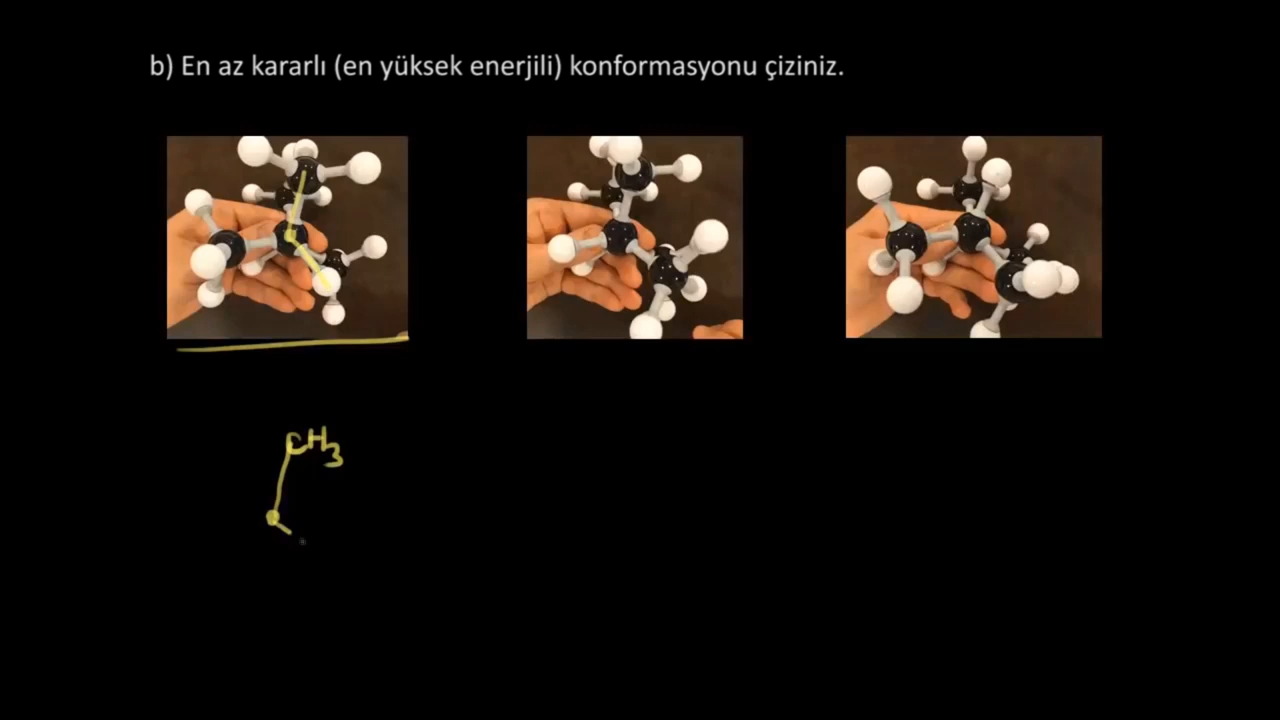 b) En az kararlı (en yüksek enerjili) konformasyonu çiziniz.
CH3